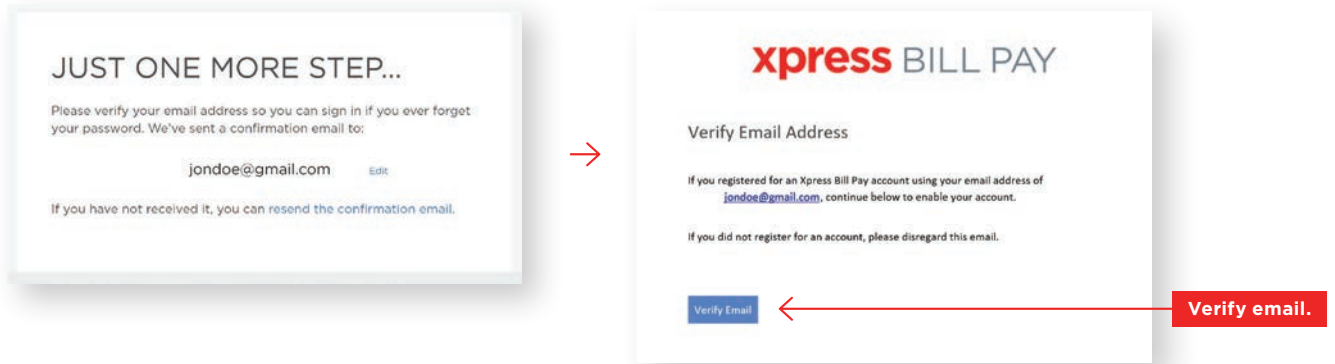 JUST ONE MORE STEP...
Please verify your email address so you can sign in if you ever forget
your password. We've sent a confirmation email to:
jondoe@gmail.com Edit
If you have not received it, you can resend the confirmation email.
xpress BILL PAY
Verify Email Address
If you registered for an Xpress Bill Pay account using your email address of
jondoe@gmail.com, continue below to enable your account.
If you did not register for an account, please disregard this email.
Verify Email
Verify email.